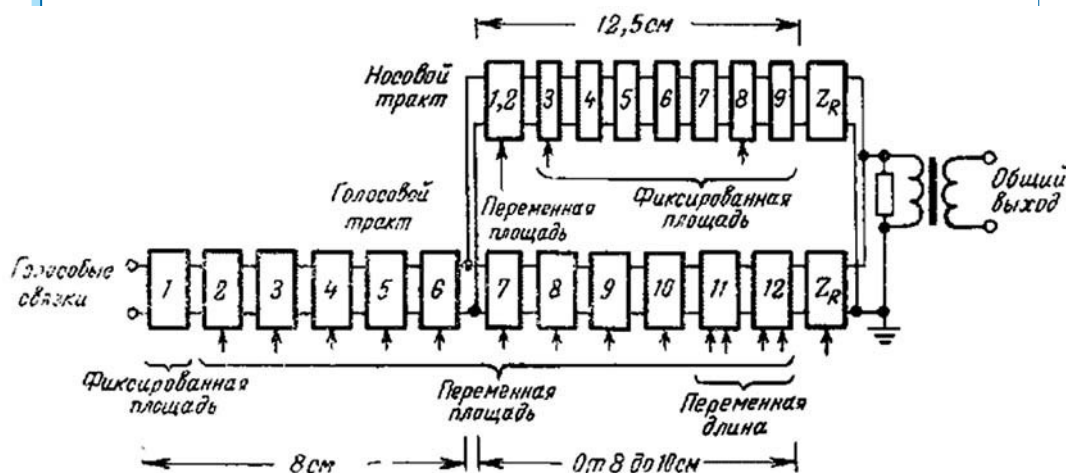 12,5см
Носовой
тракт
1,2 3 4 5 6 7 8 9 Z_R
Голосовой
тракт
Переменная
площадь
Фиксированная
площадь
Общий
выход
Голосовые
связки
1 2 3 4 5 6 7 8 9 10 11 12 Z_R
Фиксированная
площадь
Переменная
площадь
Переменная
длина
8см
От 8 до 10см